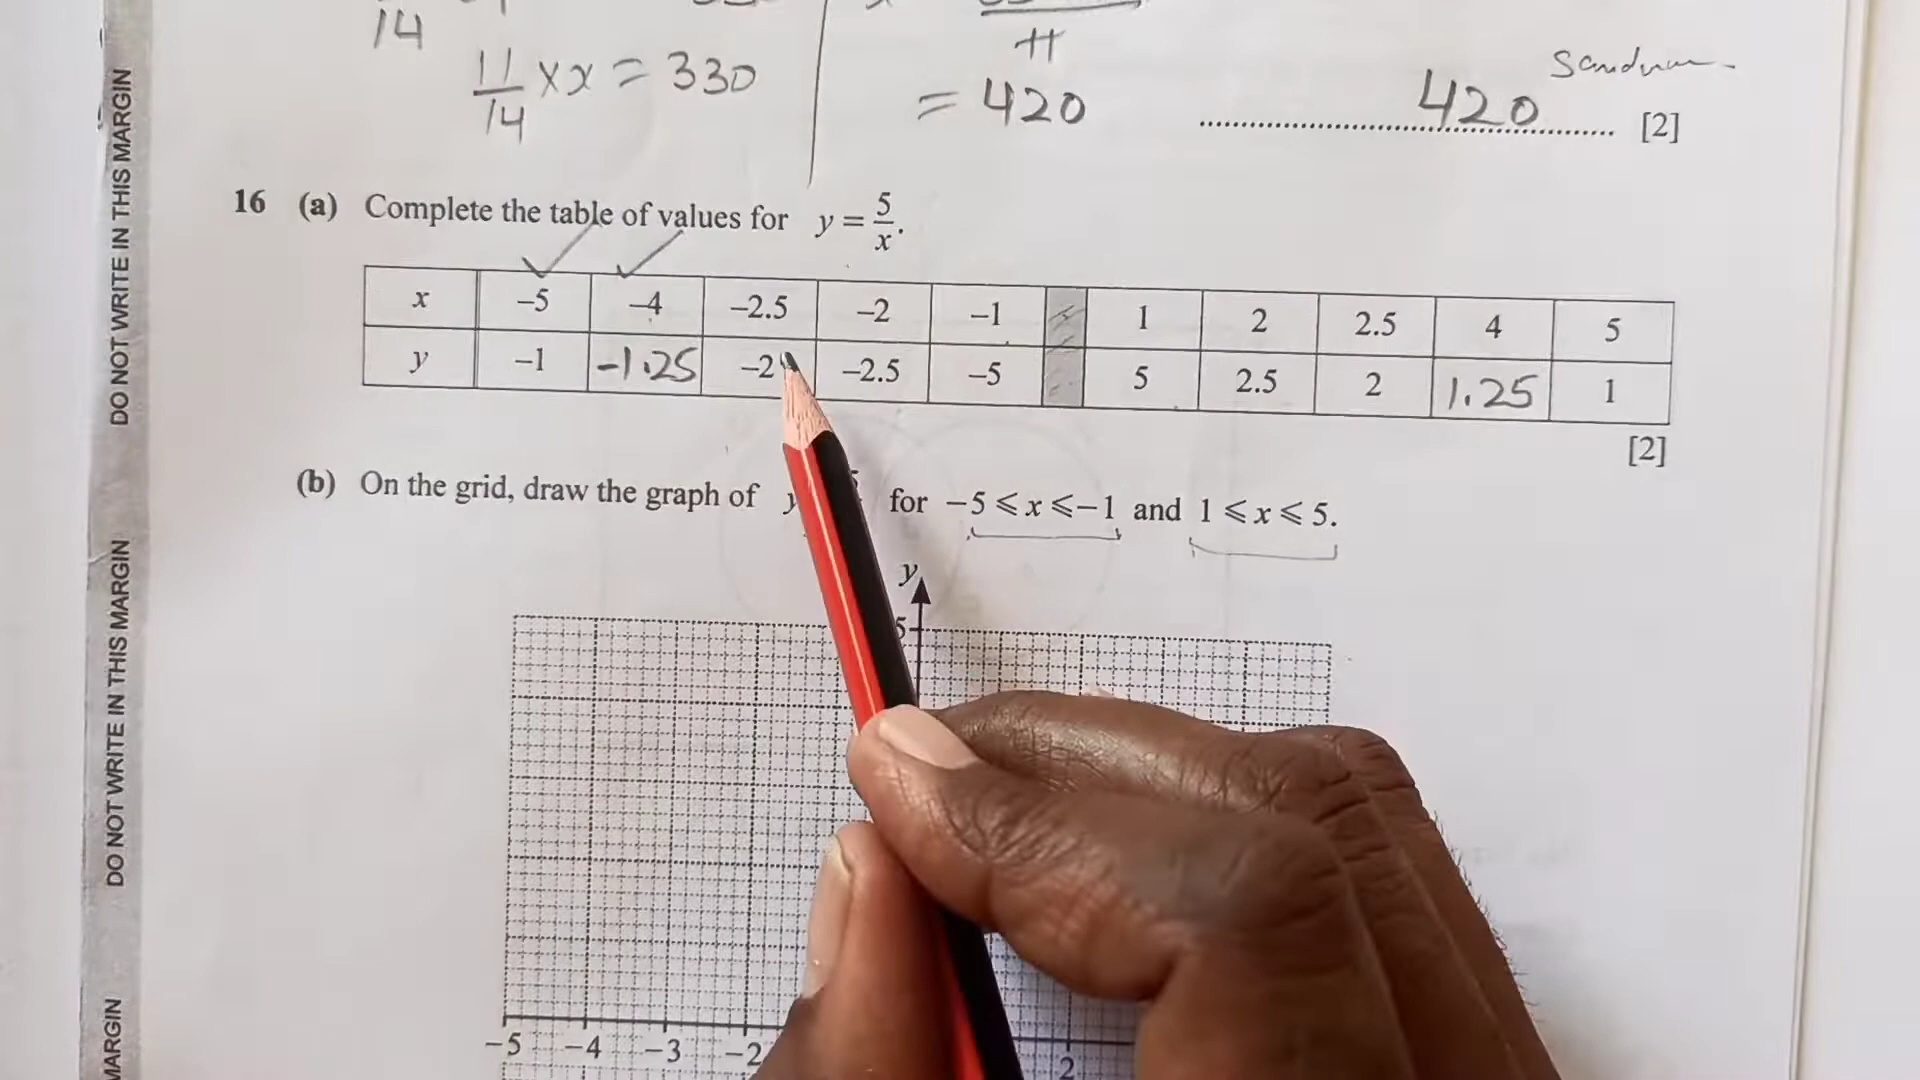 14
11/14 × x = 330
11
= 420
Sandum
420 [2]
16 (a) Complete the table of values for y = 5/x.
x –5 –4 –2.5 –2 –1 1 2 2.5 4 5
y –1 –1.25 –2 –2.5 –5 5 2.5 2 1.25 1
[2]
(b) On the grid, draw the graph of y for –5 ⩽ x ⩽ –1 and 1 ⩽ x ⩽ 5.
y
5
–5 –4 –3 –2 2
DO NOT WRITE IN THIS MARGIN
DO NOT WRITE IN THIS MARGIN
MARGIN